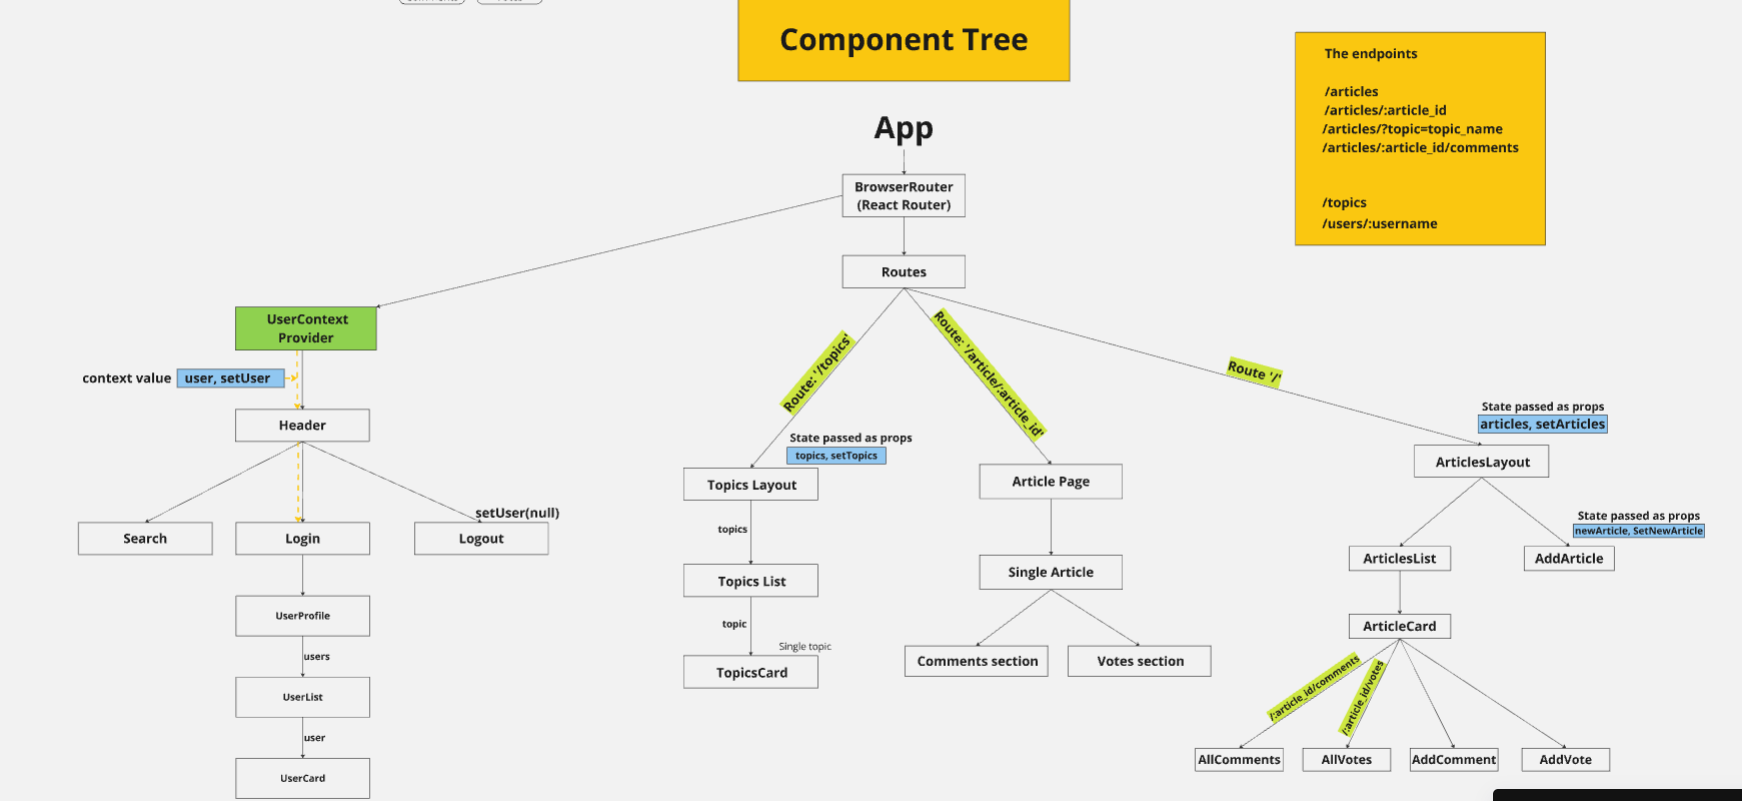 Component Tree
The endpoints
/articles
/articles/:article_id
/articles/?topic=topic_name
/articles/:article_id/comments
/topics
/users/:username
App
BrowserRouter
(React Router)
Routes
UserContext
Provider
context value
user, setUser
Header
Search
Login
Logout
setUser(null)
UserProfile
users
UserList
user
UserCard
Route: '/topics'
State passed as props
topics, setTopics
Topics Layout
topics
Topics List
topic
Single topic
TopicsCard
Route: '/article/:article_id'
Article Page
Single Article
Comments section
Votes section
Route '/'
State passed as props
articles, setArticles
ArticlesLayout
State passed as props
newArticle, SetNewArticle
ArticlesList
AddArticle
ArticleCard
/:article_id/comments
/:article_id/votes
AllComments
AllVotes
AddComment
AddVote